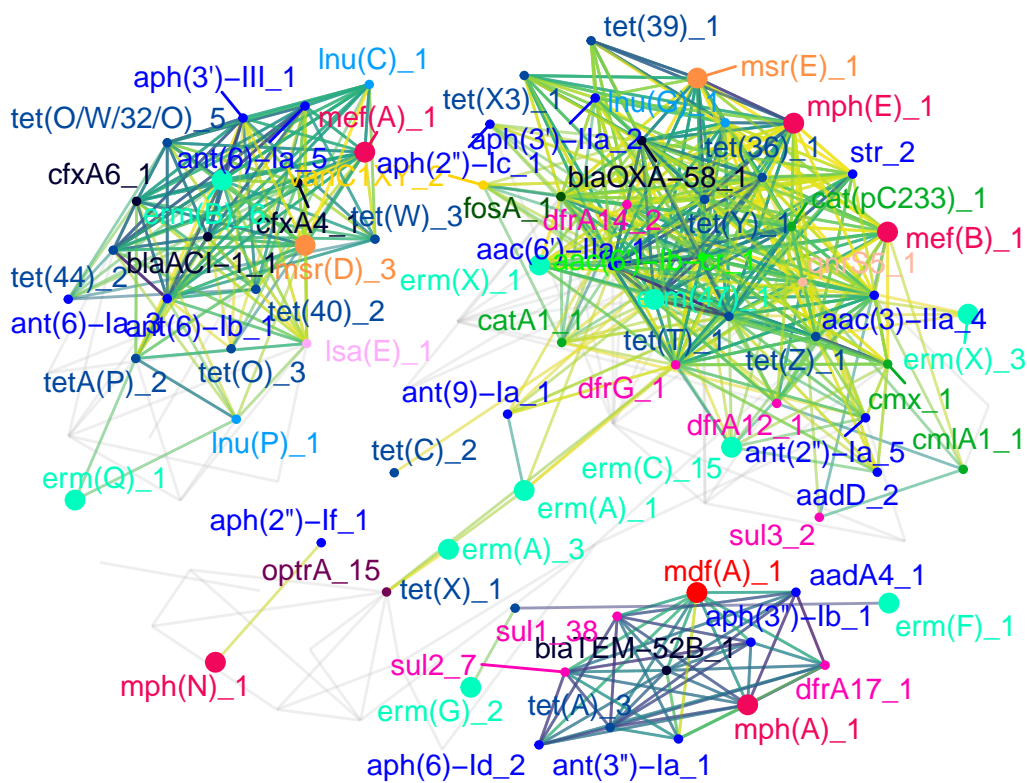 tet(39)_1
lnu(C)_1
msr(E)_1
aph(3')−III_1
tet(X3)_1
lnu(G)_1
mph(E)_1
tet(O/W/32/O)_5
mef(A)_1
aph(3')−IIa_2
tet(36)_1
ant(6)−Ia_5
aph(2'')−Ic_1
str_2
cfxA6_1
blaOXA−58_1
cat(pC233)_1
cfxA4_1
tet(W)_3
fosA_1
dfrA14_2
tet(Y)_1
mef(B)_1
blaACI−1_1
msr(D)_3
aac(6')−IIa_1
tet(44)_2
erm(X)_1
erm(47)_1
ant(6)−Ia_3
ant(6)−Ib_1
tet(40)_2
catA1_1
tet(T)_1
aac(3)−IIa_4
tetA(P)_2
tet(O)_3
lsa(E)_1
tet(Z)_1
erm(X)_3
ant(9)−Ia_1
dfrG_1
cmx_1
lnu(P)_1
dfrA12_1
cmlA1_1
tet(C)_2
erm(C)_15
ant(2'')−Ia_5
erm(Q)_1
erm(A)_1
aadD_2
aph(2'')−If_1
sul3_2
erm(A)_3
optrA_15
tet(X)_1
mdf(A)_1
aadA4_1
aph(3'')−Ib_1
erm(F)_1
sul1_38
blaTEM−52B_1
sul2_7
mph(N)_1
dfrA17_1
erm(G)_2
tet(A)_3
mph(A)_1
aph(6)−Id_2
ant(3'')−Ia_1